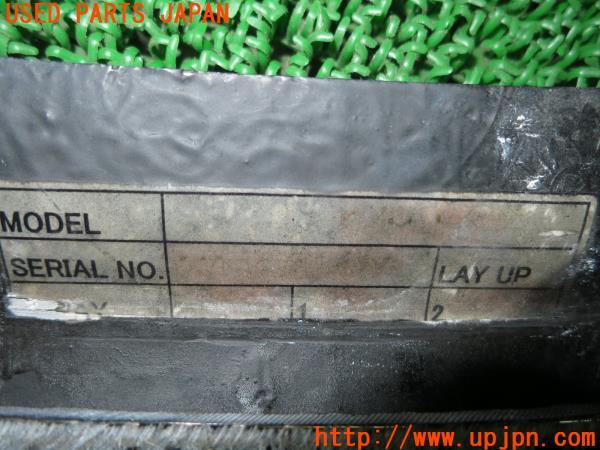 USED PARTS JAPAN
MODEL
SERIAL NO. LAY UP
1 2
http://www.upjpn.com